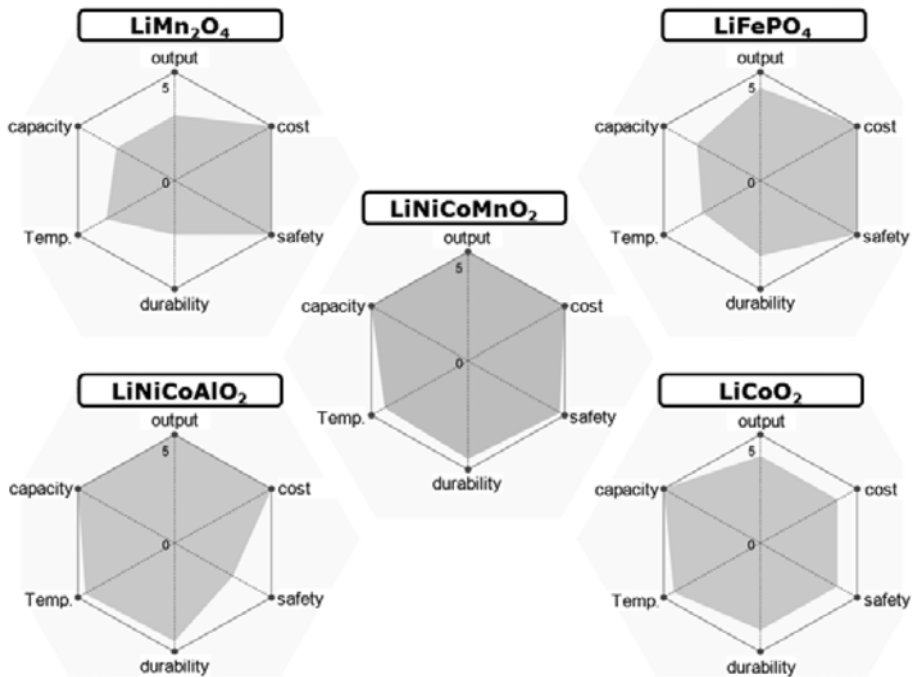 LiMn₂O₄
output
5
capacity
cost
0
Temp.
safety
durability
LiFePO₄
output
5
capacity
cost
0
Temp.
safety
durability
LiNiCoMnO₂
output
5
capacity
cost
0
Temp.
safety
durability
LiNiCoAlO₂
output
5
capacity
cost
0
Temp.
safety
durability
LiCoO₂
output
5
capacity
cost
0
Temp.
safety
durability